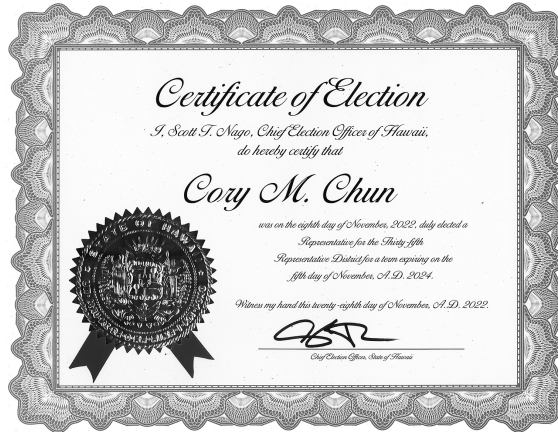 Certificate of Election
I, Scott T. Nago, Chief Election Officer of Hawaii,
do hereby certify that
Cory M. Chun
was on the eighth day of November, 2022, duly elected a
Representative for the Thirty-fifth
Representative District for a term expiring on the
fifth day of November, A.D. 2024.
Witness my hand this twenty-eighth day of November, A.D. 2022.
Chief Election Officer, State of Hawaii
STATE OF HAWAII